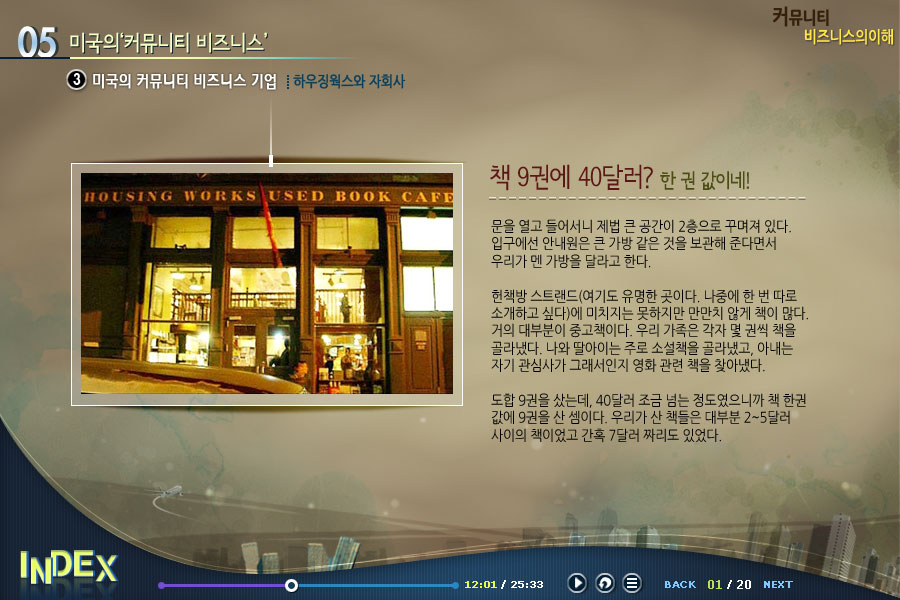 커뮤니티
비즈니스의이해
05 미국의‘커뮤니티 비즈니스’
3 미국의 커뮤니티 비즈니스 기업 하우징웍스와 자회사
HOUSING WORKS USED BOOK CAFE
책 9권에 40달러? 한 권 값이네!
문을 열고 들어서니 제법 큰 공간이 2층으로 꾸며져 있다.
입구에선 안내원은 큰 가방 같은 것을 보관해 준다면서
우리가 멘 가방을 달라고 한다.
헌책방 스트랜드(여기도 유명한 곳이다. 나중에 한 번 따로
소개하고 싶다)에 미치지는 못하지만 만만치 않게 책이 많다.
거의 대부분이 중고책이다. 우리 가족은 각자 몇 권씩 책을
골라냈다. 나와 딸아이는 주로 소설책을 골라냈고, 아내는
자기 관심사가 그래서인지 영화 관련 책을 찾아냈다.
도합 9권을 샀는데, 40달러 조금 넘는 정도였으니까 책 한권
값에 9권을 산 셈이다. 우리가 산 책들은 대부분 2~5달러
사이의 책이었고 간혹 7달러 짜리도 있었다.
INDEX
12:01 / 25:33
BACK 01 / 20 NEXT